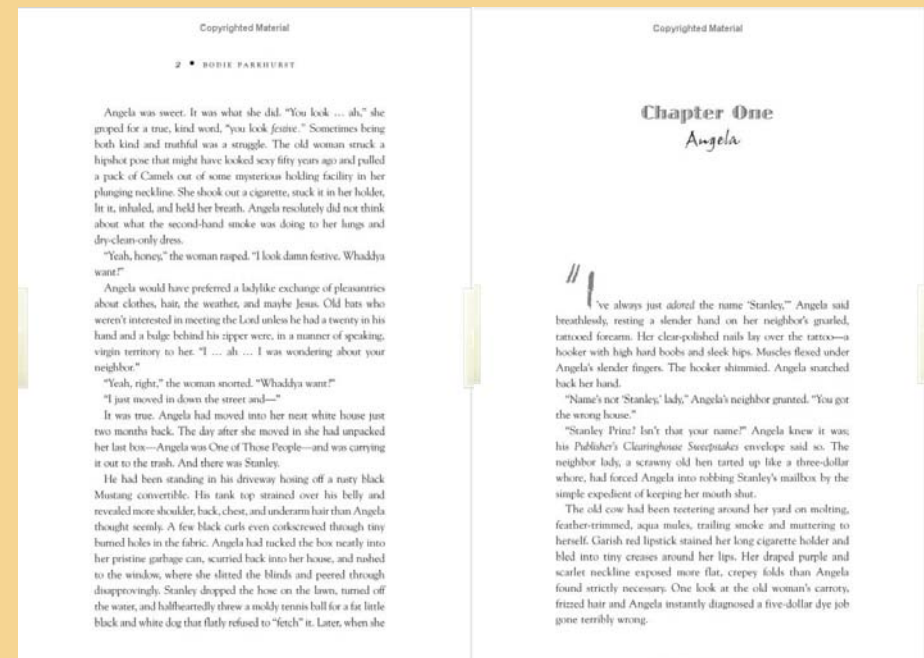 Copyrighted Material
2 • BODIE PARKHURST
Angela was sweet. It was what she did. “You look ... ah,” she
groped for a true, kind word, “you look festive.” Sometimes being
both kind and truthful was a struggle. The old woman struck a
hipshot pose that might have looked sexy fifty years ago and pulled
a pack of Camels out of some mysterious holding facility in her
plunging neckline. She shook out a cigarette, stuck it in her holder,
lit it, inhaled, and held her breath. Angela resolutely did not think
about what the second-hand smoke was doing to her lungs and
dry-clean-only dress.
“Yeah, honey,” the woman rasped. “I look damn festive. Whaddya
want?”
Angela would have preferred a ladylike exchange of pleasantries
about clothes, hair, the weather, and maybe Jesus. Old bats who
weren’t interested in meeting the Lord unless he had a twenty in his
hand and a bulge behind his zipper were, in a manner of speaking,
virgin territory to her. “I ... ah ... I was wondering about your
neighbor.”
“Yeah, right,” the woman snorted. “Whaddya want?”
“I just moved in down the street and—”
It was true. Angela had moved into her neat white house just
two months back. The day after she moved in she had unpacked
her last box—Angela was One of Those People—and was carrying
it out to the trash. And there was Stanley.
He had been standing in his driveway hosing off a rusty black
Mustang convertible. His tank top strained over his belly and
revealed more shoulder, back, chest, and underarm hair than Angela
thought seemly. A few black curls even corkscrewed through tiny
burned holes in the fabric. Angela had tucked the box neatly into
her pristine garbage can, scurried back into her house, and rushed
to the window, where she slitted the blinds and peered through
disapprovingly. Stanley dropped the hose on the lawn, turned off
the water, and halfheartedly threw a moldy tennis ball for a fat little
black and white dog that flatly refused to “fetch” it. Later, when she
Copyrighted Material
Chapter One
Angela
“I’ve always just adored the name ‘Stanley,’” Angela said
breathlessly, resting a slender hand on her neighbor’s gnarled,
tattooed forearm. Her clear-polished nails lay over the tattoo—a
hooker with high hard boobs and sleek hips. Muscles flexed under
Angela’s slender fingers. The hooker shimmied. Angela snatched
back her hand.
“Name’s not ‘Stanley,’ lady,” Angela’s neighbor grunted. “You got
the wrong house.”
“Stanley Prinz? Isn’t that your name?” Angela knew it was;
his Publisher’s Clearinghouse Sweepstakes envelope said so. The
neighbor lady, a scrawny old hen tarted up like a three-dollar
whore, had forced Angela into robbing Stanley’s mailbox by the
simple expedient of keeping her mouth shut.
The old cow had been teetering around her yard on molting,
feather-trimmed, aqua mules, trailing smoke and muttering to
herself. Garish red lipstick stained her long cigarette holder and
bled into tiny creases around her lips. Her draped purple and
scarlet neckline exposed more flat, crepey folds than Angela
found strictly necessary. One look at the old woman’s carroty,
frizzed hair and Angela instantly diagnosed a five-dollar dye job
gone terribly wrong.